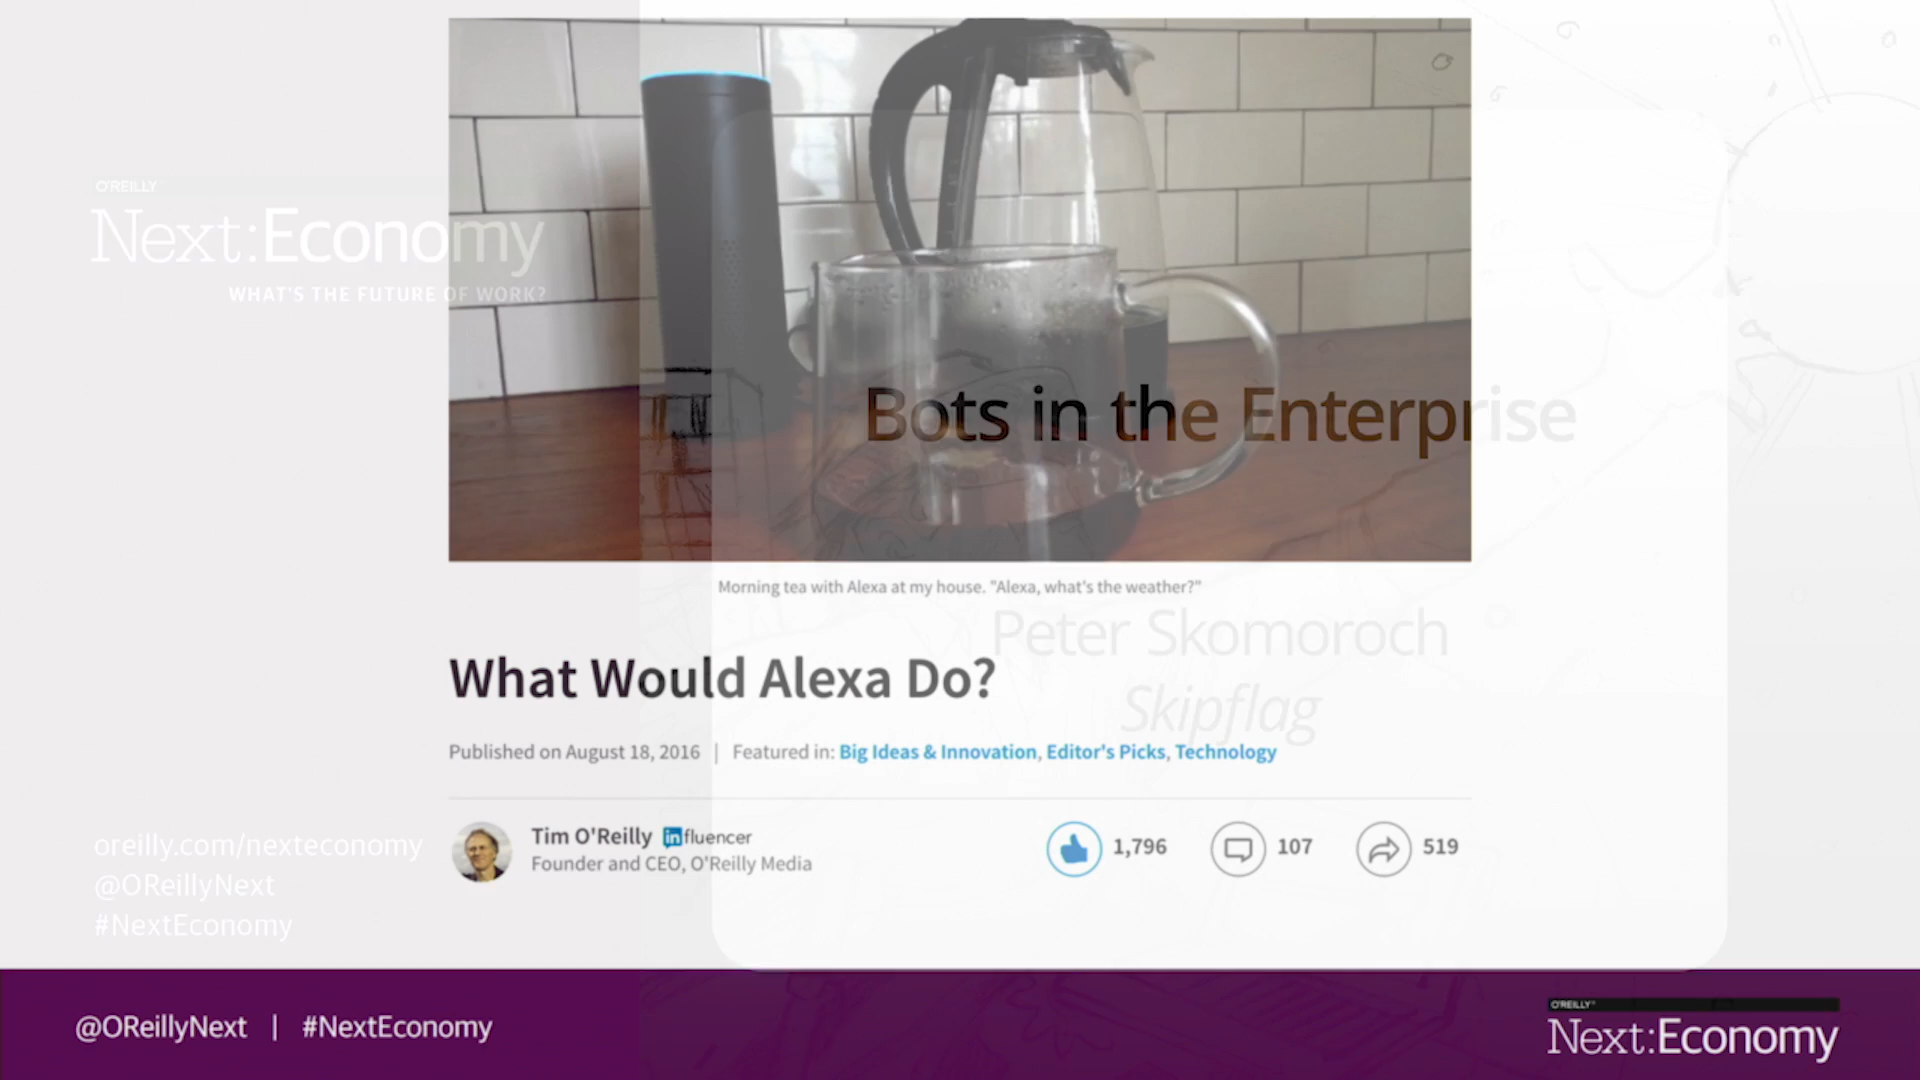 O'REILLY
Next:Economy
WHAT'S THE FUTURE OF WORK?
Bots in the Enterprise
Morning tea with Alexa at my house. "Alexa, what's the weather?"
Peter Skomoroch
Skipflag
What Would Alexa Do?
Published on August 18, 2016 | Featured in: Big Ideas & Innovation, Editor's Picks, Technology
Tim O'Reilly influencer
Founder and CEO, O'Reilly Media
1,796 107 519
oreilly.com/nexteconomy
@OReillyNext
#NextEconomy
@OReillyNext | #NextEconomy
O'REILLY
Next:Economy